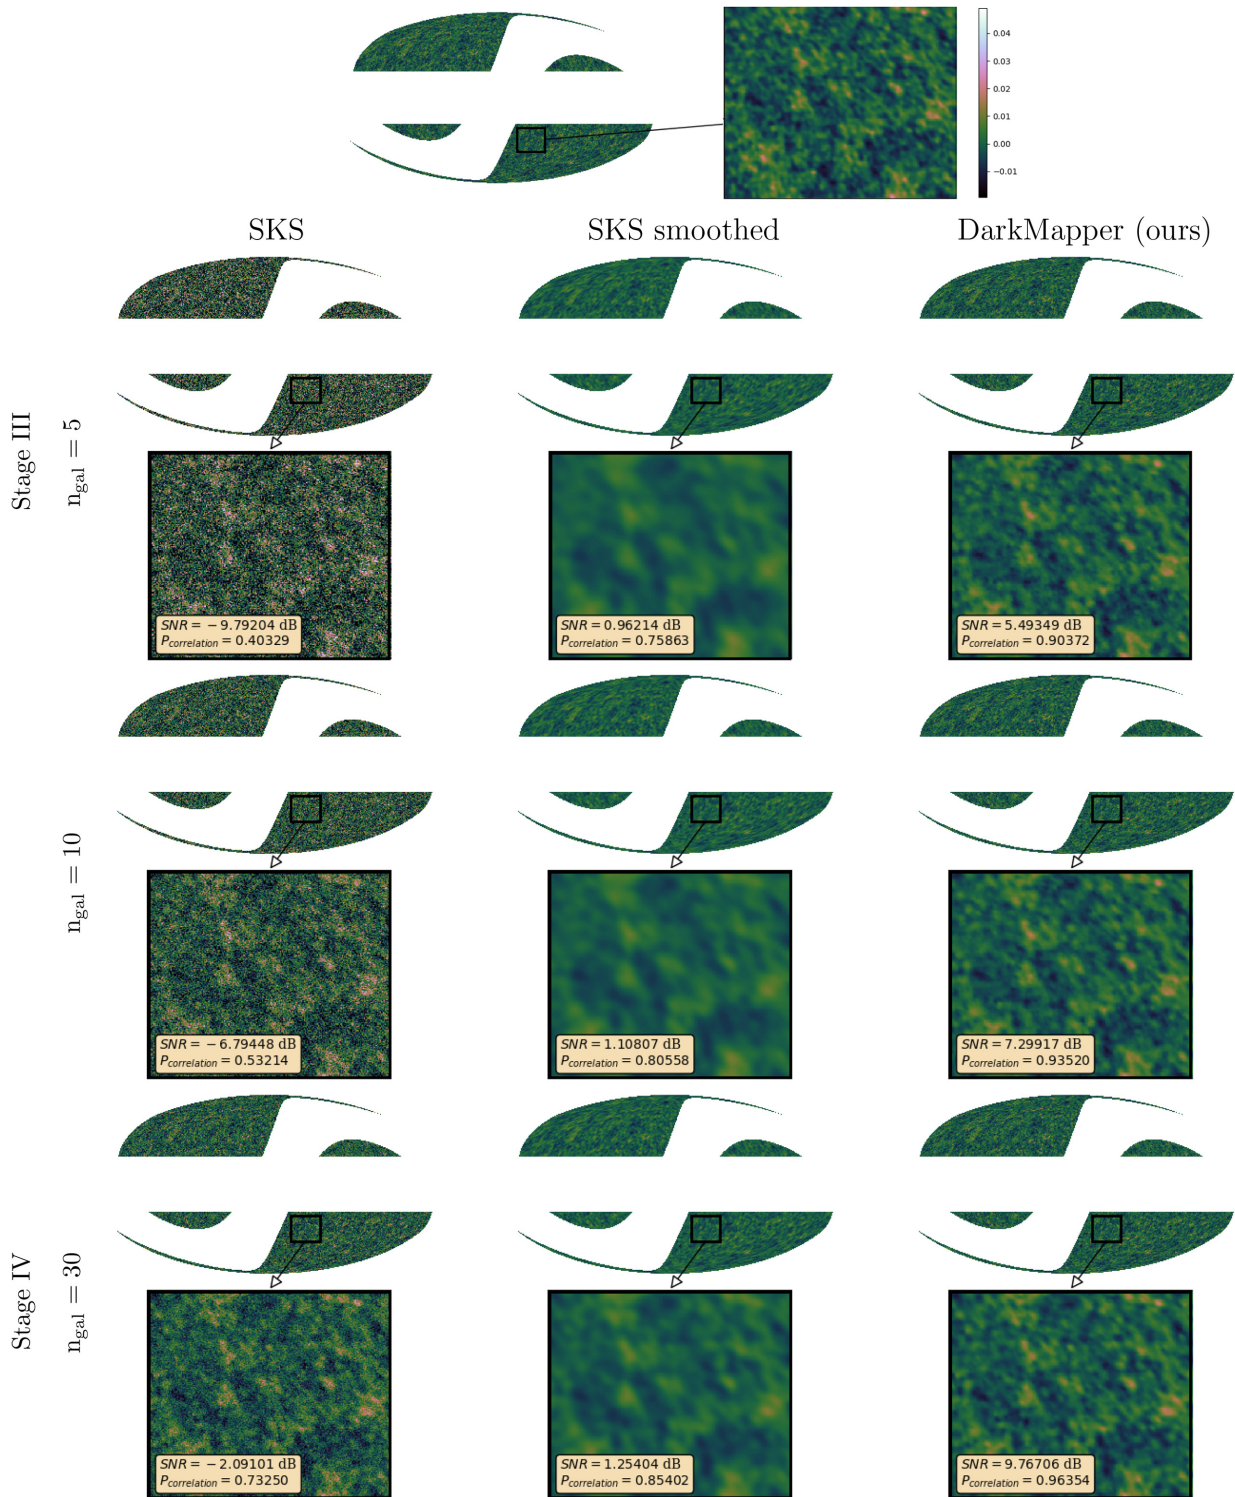 0.04
0.03
0.02
0.01
0.00
−0.01
SKS
SKS smoothed
DarkMapper (ours)
Stage III
n_gal = 5
SNR = −9.79204 dB
P_correlation = 0.40329
SNR = 0.96214 dB
P_correlation = 0.75863
SNR = 5.49349 dB
P_correlation = 0.90372
n_gal = 10
SNR = −6.79448 dB
P_correlation = 0.53214
SNR = 1.10807 dB
P_correlation = 0.80558
SNR = 7.29917 dB
P_correlation = 0.93520
Stage IV
n_gal = 30
SNR = −2.09101 dB
P_correlation = 0.73250
SNR = 1.25404 dB
P_correlation = 0.85402
SNR = 9.76706 dB
P_correlation = 0.96354